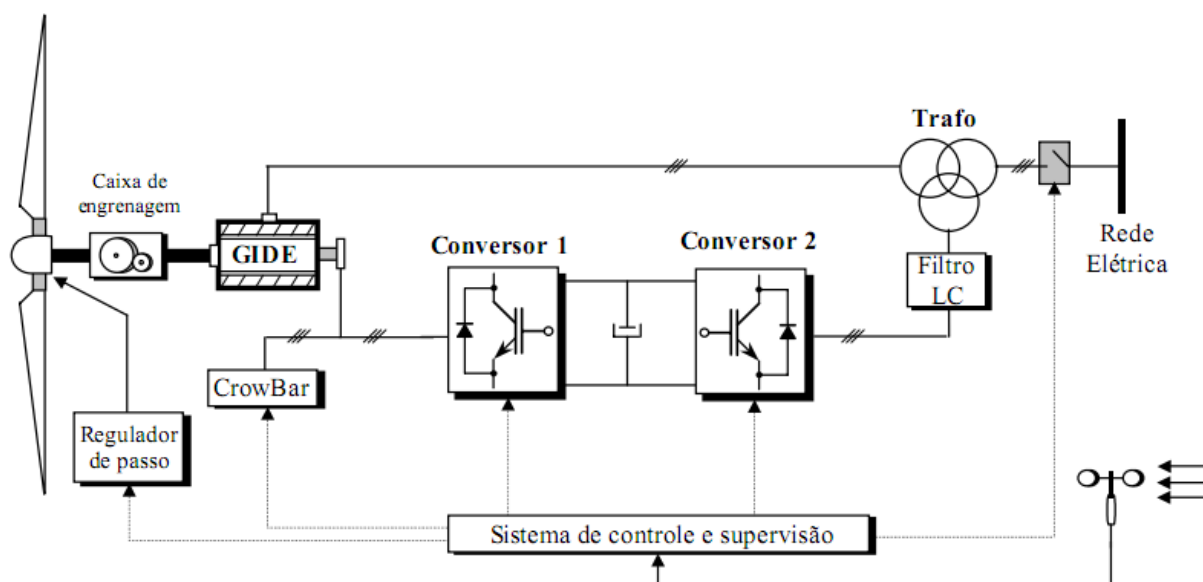 Trafo
Caixa de
engrenagem
GIDE
Conversor 1
Conversor 2
Rede
Elétrica
Filtro
LC
CrowBar
Regulador
de passo
Sistema de controle e supervisão